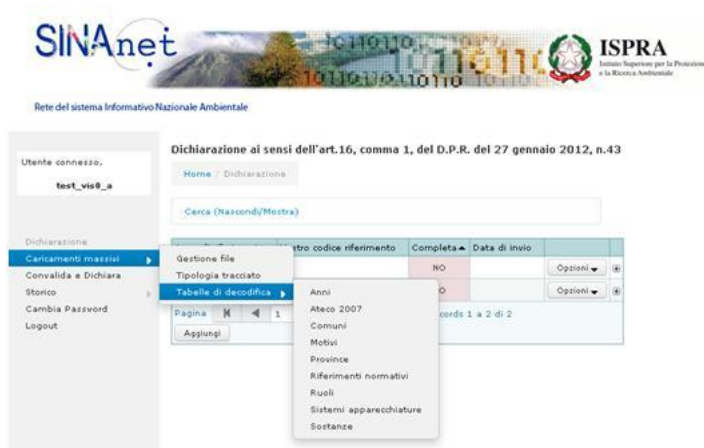 SINAnet
ISPRA
Istituto Superiore per la Protezione
e la Ricerca Ambientale
Rete del sistema Informativo Nazionale Ambientale
Dichiarazione ai sensi dell'art.16, comma 1, del D.P.R. del 27 gennaio 2012, n.43
Utente connesso,
test_vis0_a
Home / Dichiarazione
Cerca (Nascondi/Mostra)
Dichiarazione
Caricamenti massivi
Convalida e Dichiara
Storico
Cambia Password
Logout
codice riferimento Completa Data di invio
Gestione file
Tipologia tracciato
Tabelle di decodifica
NO Opzioni
Opzioni
Pagina 1 1 a 2 di 2
Aggiungi
Anni
Ateco 2007
Comuni
Motivi
Province
Riferimenti normativi
Ruoli
Sistemi apparecchiature
Sostanze